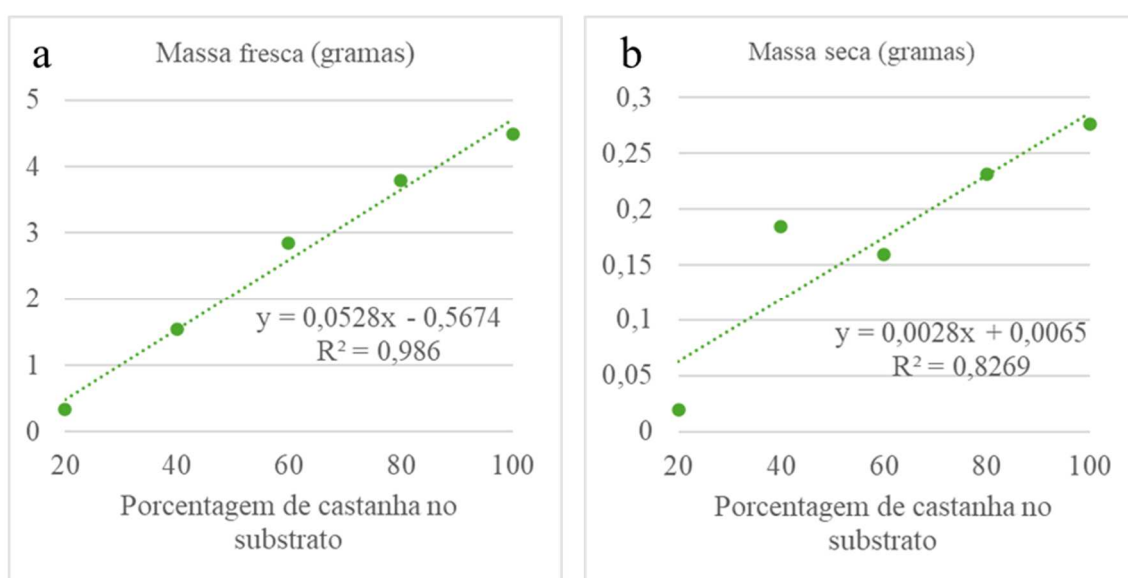 a
Massa fresca (gramas)
5
4
3
2
1
0
y = 0,0528x - 0,5674
R² = 0,986
20 40 60 80 100
Porcentagem de castanha no
substrato
b
Massa seca (gramas)
0,3
0,25
0,2
0,15
0,1
0,05
0
y = 0,0028x + 0,0065
R² = 0,8269
20 40 60 80 100
Porcentagem de castanha no
substrato